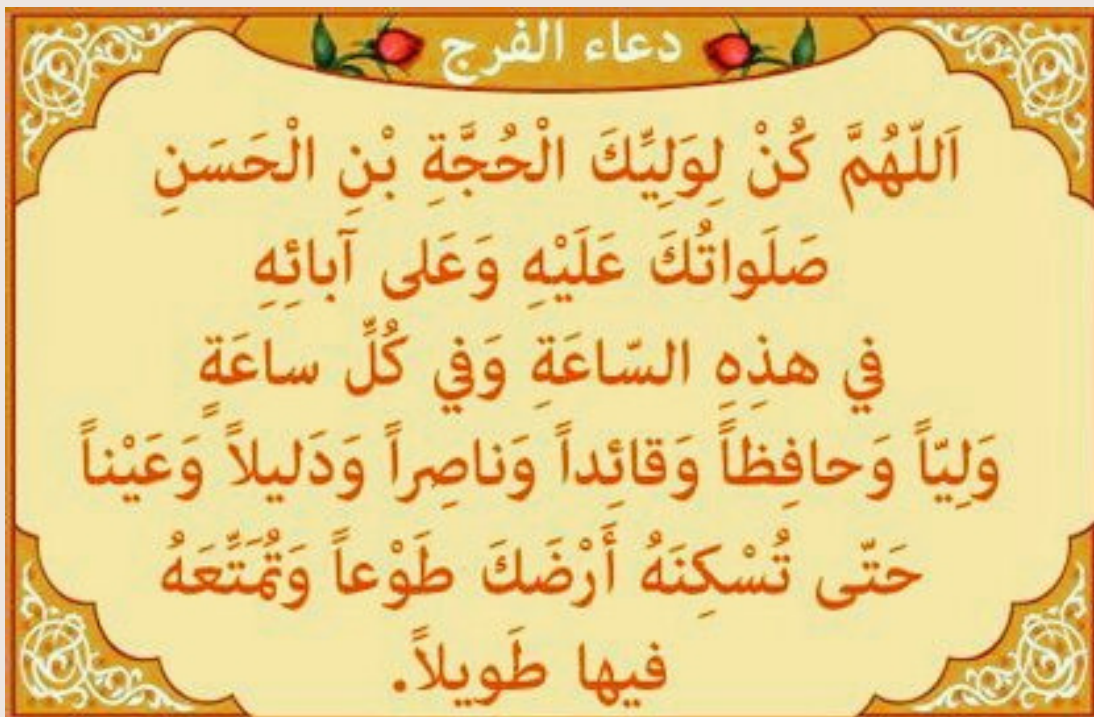 دعاء الفرج
اَللّهُمَّ كُنْ لِوَلِيِّكَ الْحُجَّةِ بْنِ الْحَسَنِ
صَلَواتُكَ عَلَيْهِ وَعَلى آبائِهِ
في هذِهِ السّاعَةِ وَفي كُلِّ ساعَةٍ
وَلِيّاً وَحافِظاً وَقائِداً وَناصِراً وَدَليلاً وَعَيْناً
حَتّى تُسْكِنَهُ أَرْضَكَ طَوْعاً وَتُمَتِّعَهُ
فيها طَويلاً.